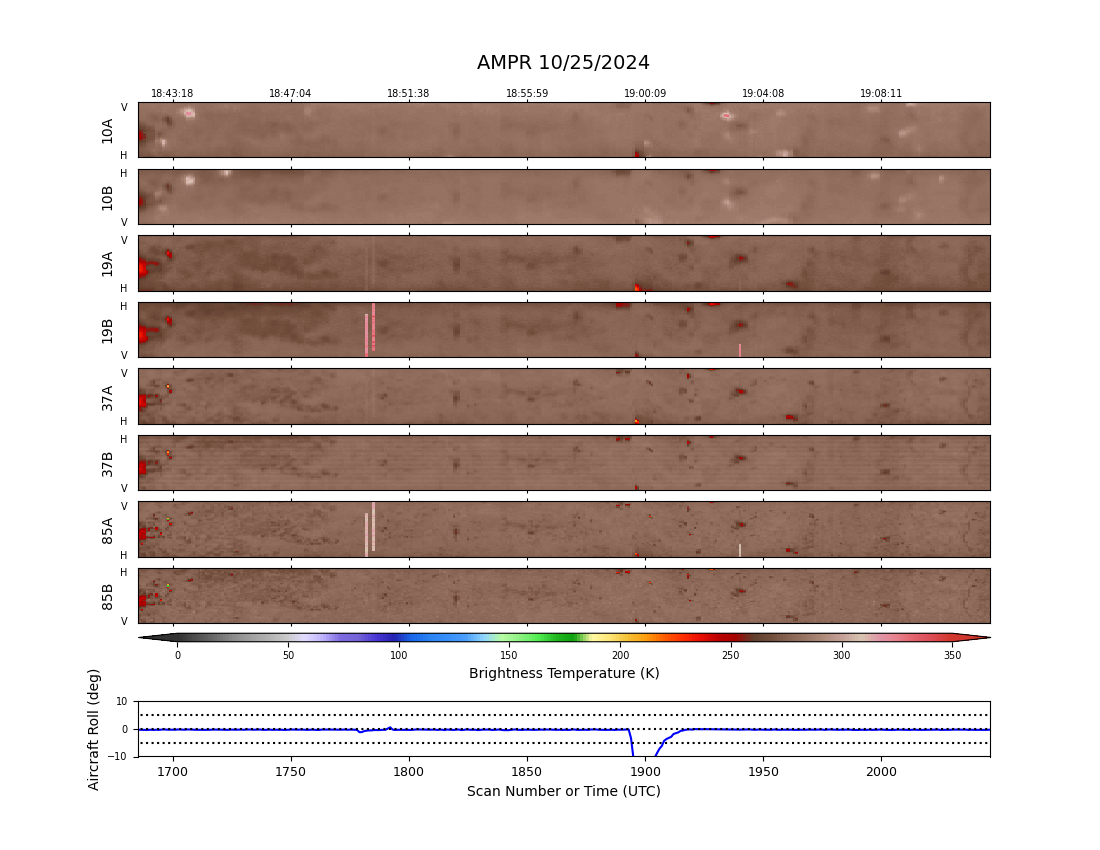 AMPR 10/25/2024
18:43:18 18:47:04 18:51:38 18:55:59 19:00:09 19:04:08 19:08:11
V
10A
H
H
10B
V
V
19A
H
H
19B
V
V
37A
H
H
37B
V
V
85A
H
H
85B
V
0 50 100 150 200 250 300 350
Brightness Temperature (K)
Aircraft Roll (deg)
10
0
−10
1700 1750 1800 1850 1900 1950 2000
Scan Number or Time (UTC)